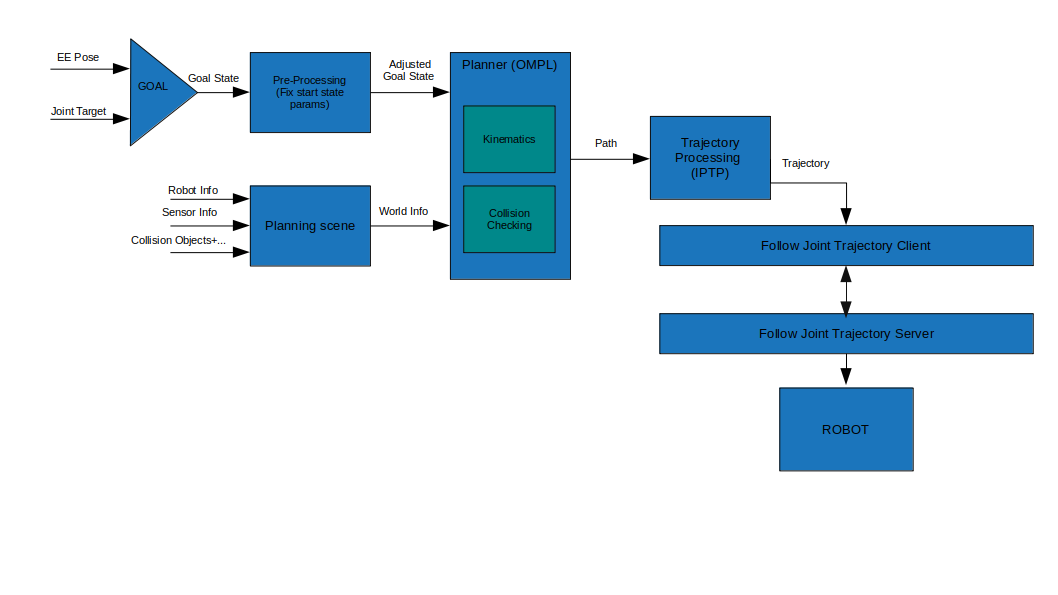 EE Pose
Joint Target
GOAL
Goal State
Pre-Processing
(Fix start state
params)
Adjusted
Goal State
Planner (OMPL)
Kinematics
Collision
Checking
Robot Info
Sensor Info
Collision Objects+...
Planning scene
World Info
Path
Trajectory
Processing
(IPTP)
Trajectory
Follow Joint Trajectory Client
Follow Joint Trajectory Server
ROBOT